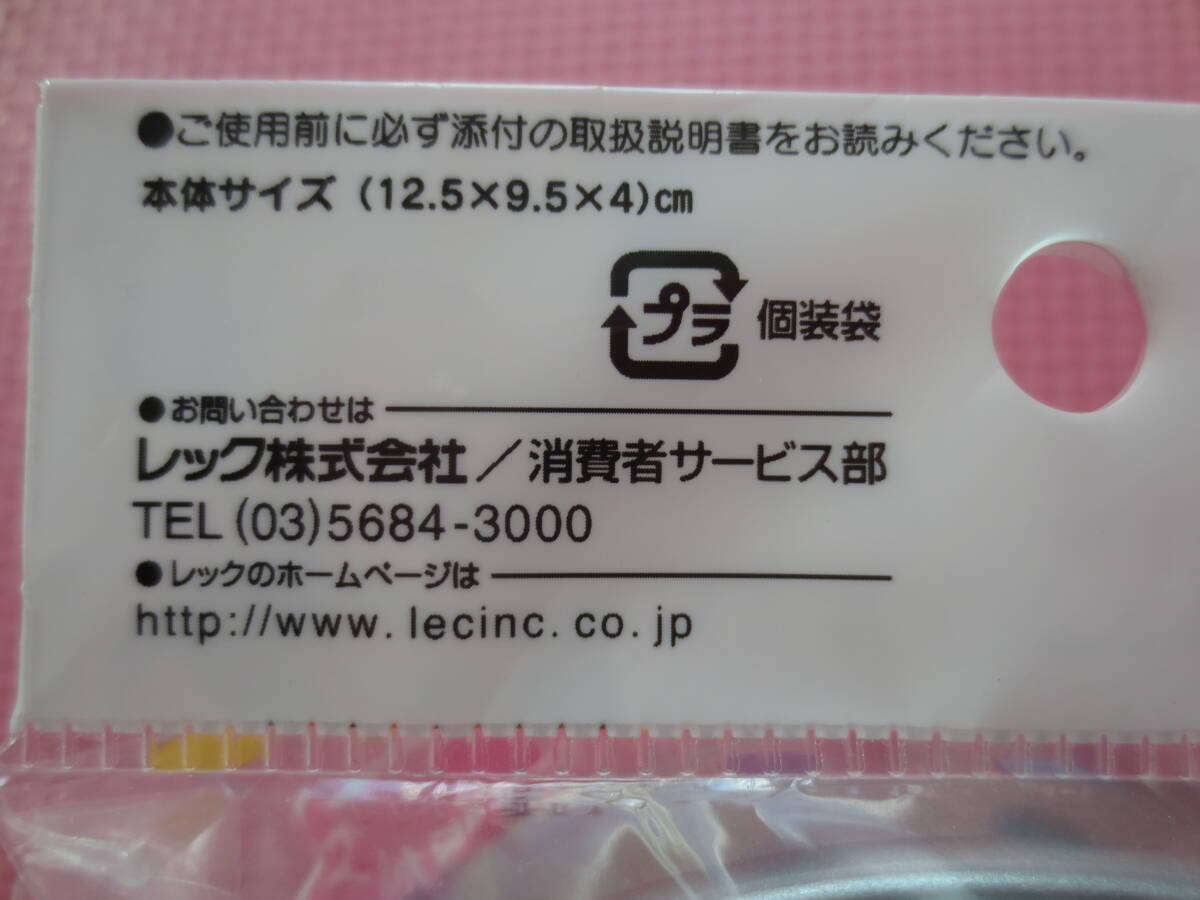 ●ご使用前に必ず添付の取扱説明書をお読みください。
本体サイズ (12.5×9.5×4)cm
プラ 個装袋
●お問い合わせは
レック株式会社/消費者サービス部
TEL(03)5684-3000
●レックのホームページは
http://www.lecinc.co.jp